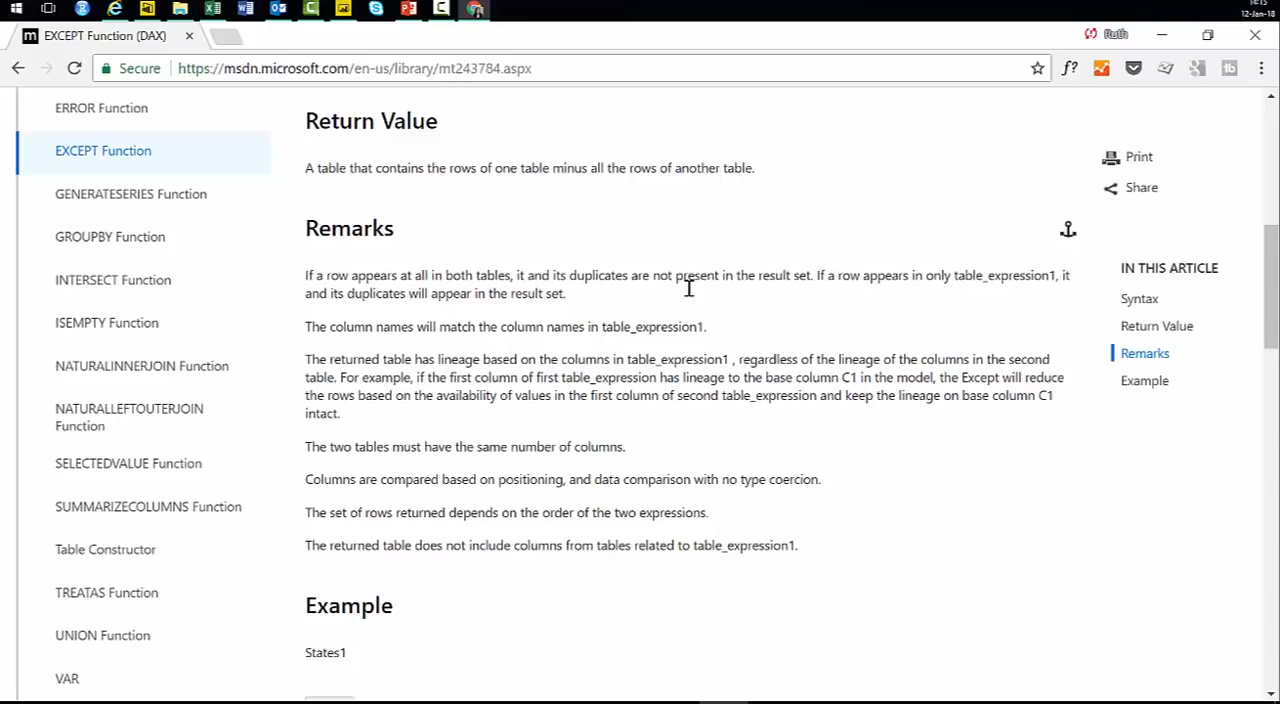 14:15
12-Jan-18
EXCEPT Function (DAX)
Ruth
Secure
https://msdn.microsoft.com/en-us/library/mt243784.aspx
f?
ERROR Function
EXCEPT Function
GENERATESERIES Function
GROUPBY Function
INTERSECT Function
ISEMPTY Function
NATURALINNERJOIN Function
NATURALLEFTOUTERJOIN
Function
SELECTEDVALUE Function
SUMMARIZECOLUMNS Function
Table Constructor
TREATAS Function
UNION Function
VAR
Return Value
A table that contains the rows of one table minus all the rows of another table.
Remarks
If a row appears at all in both tables, it and its duplicates are not present in the result set. If a row appears in only table_expression1, it
and its duplicates will appear in the result set.
The column names will match the column names in table_expression1.
The returned table has lineage based on the columns in table_expression1 , regardless of the lineage of the columns in the second
table. For example, if the first column of first table_expression has lineage to the base column C1 in the model, the Except will reduce
the rows based on the availability of values in the first column of second table_expression and keep the lineage on base column C1
intact.
The two tables must have the same number of columns.
Columns are compared based on positioning, and data comparison with no type coercion.
The set of rows returned depends on the order of the two expressions.
The returned table does not include columns from tables related to table_expression1.
Example
States1
Print
Share
IN THIS ARTICLE
Syntax
Return Value
Remarks
Example